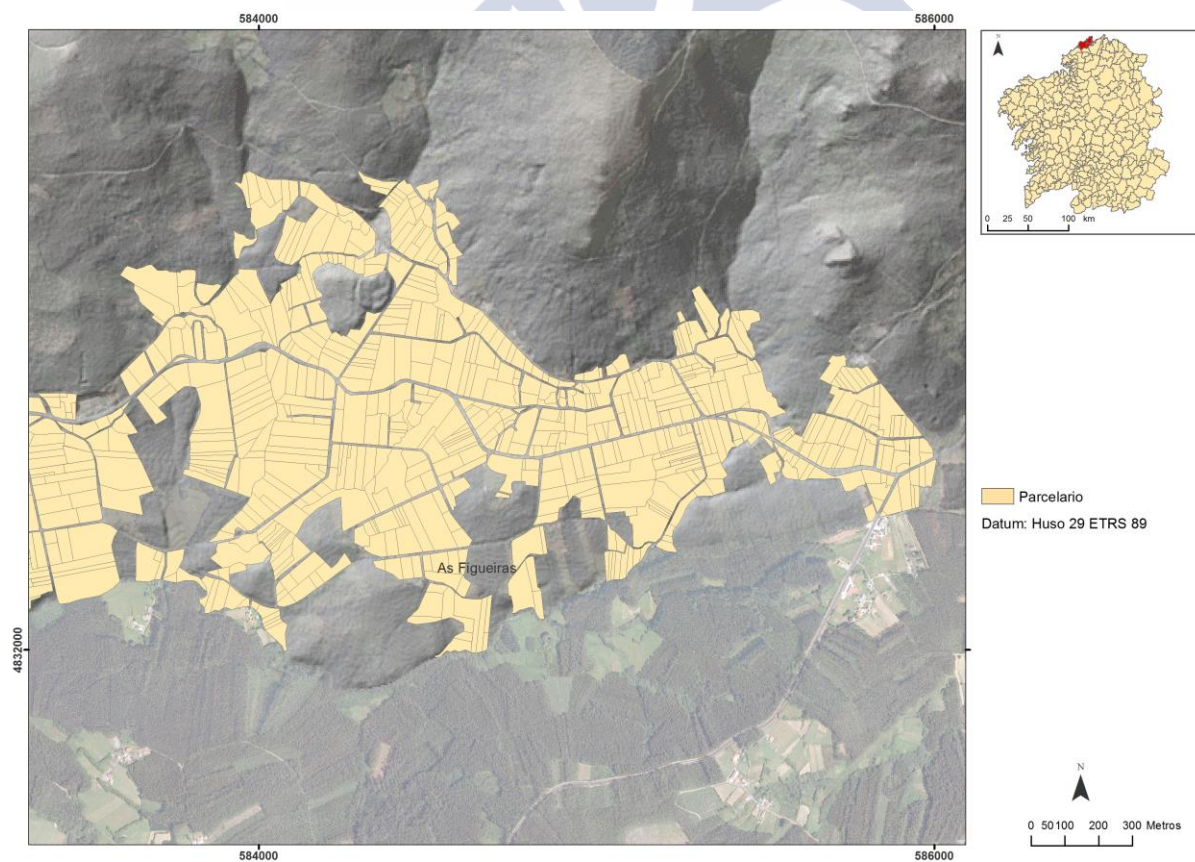 584000
586000
N
0 25 50 100 km
Parcelario
Datum: Huso 29 ETRS 89
As Figueiras
4832000
N
0 50 100 200 300 Metros
584000
586000